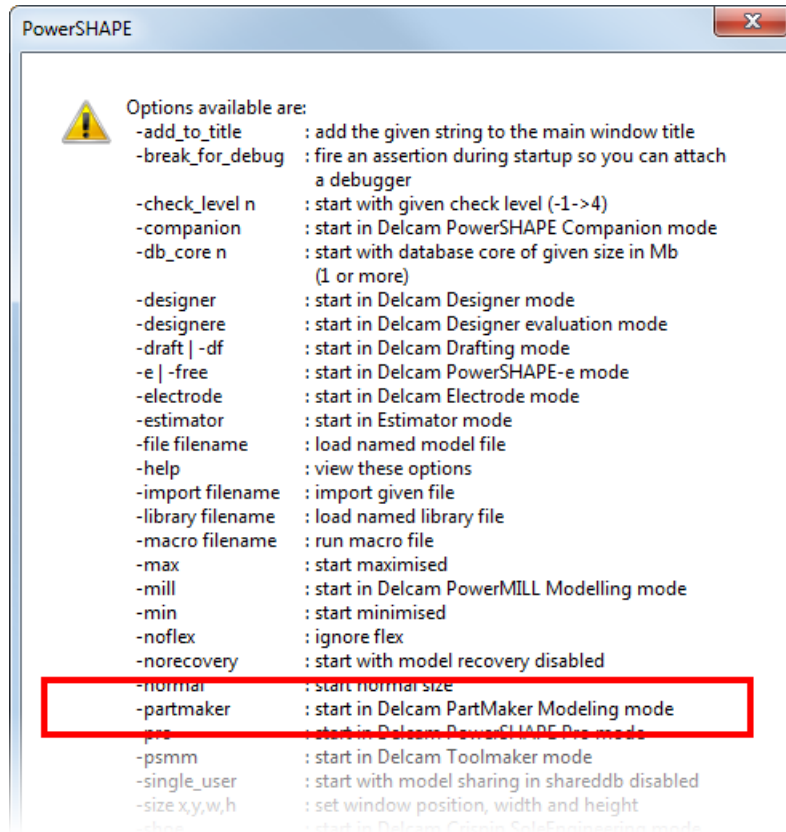 PowerSHAPE
Options available are:
-add_to_title : add the given string to the main window title
-break_for_debug : fire an assertion during startup so you can attach
a debugger
-check_level n : start with given check level (-1->4)
-companion : start in Delcam PowerSHAPE Companion mode
-db_core n : start with database core of given size in Mb
(1 or more)
-designer : start in Delcam Designer mode
-designere : start in Delcam Designer evaluation mode
-draft | -df : start in Delcam Drafting mode
-e | -free : start in Delcam PowerSHAPE-e mode
-electrode : start in Delcam Electrode mode
-estimator : start in Estimator mode
-file filename : load named model file
-help : view these options
-import filename : import given file
-library filename : load named library file
-macro filename : run macro file
-max : start maximised
-mill : start in Delcam PowerMILL Modelling mode
-min : start minimised
-noflex : ignore flex
-norecovery : start with model recovery disabled
-normal : start normal size
-partmaker : start in Delcam PartMaker Modeling mode
-pro : start in Delcam PowerSHAPE Pro mode
-psmm : start in Delcam Toolmaker mode
-single_user : start with model sharing in shareddb disabled
-size x,y,w,h : set window position, width and height
-shoe : start in Delcam Crispin SoleEngineering mode